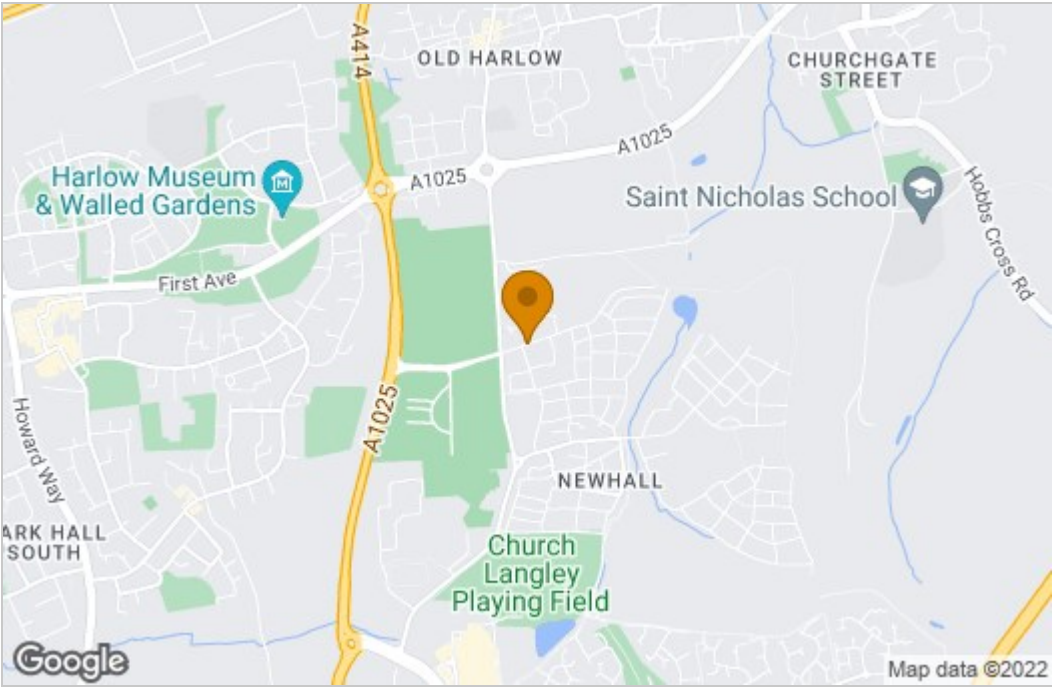 A414
OLD HARLOW
CHURCHGATE
STREET
A1025
A1025
Harlow Museum
& Walled Gardens
Saint Nicholas School
Hobbs Cross Rd
First Ave
A1025
Howard Way
NEWHALL
ARK HALL
SOUTH
Church
Langley
Playing Field
Google
Map data ©2022